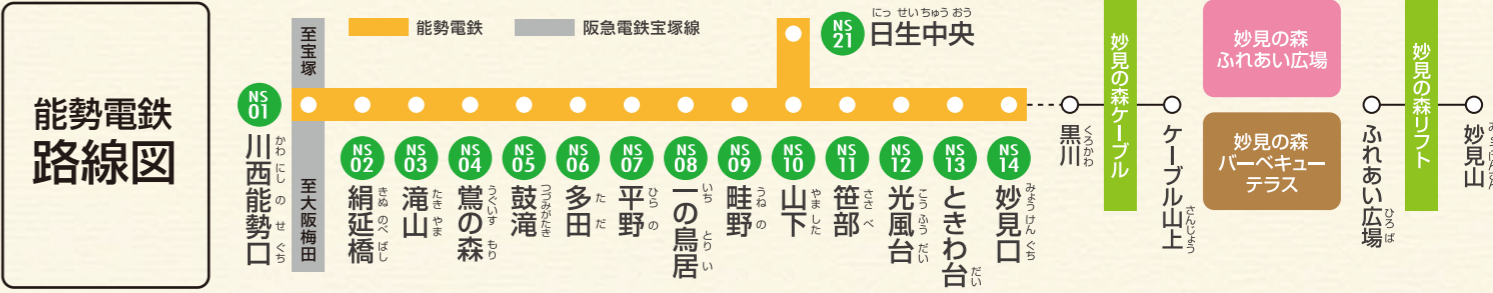 能勢電鉄
路線図
至宝塚
至大阪梅田
能勢電鉄
阪急電鉄宝塚線
NS
21
にっせいちゅうおう
日生中央
NS
01
川西能勢口
かわにしのせぐち
NS
02
絹延橋
きぬのべばし
NS
03
滝山
たきやま
NS
04
鴬の森
うぐいすもり
NS
05
鼓滝
つづみがたき
NS
06
多田
ただ
NS
07
平野
ひらの
NS
08
一の鳥居
いちとりい
NS
09
畦野
うねの
NS
10
山下
やました
NS
11
笹部
ささべ
NS
12
光風台
こうふうだい
NS
13
ときわ台
だい
NS
14
妙見口
みょうけんぐち
黒川
くろかわ
妙見の森ケーブル
ケーブル山上
さんじょう
妙見の森
ふれあい広場
妙見の森
バーベキュー
テラス
ふれあい広場
ひろば
妙見の森リフト
妙見山